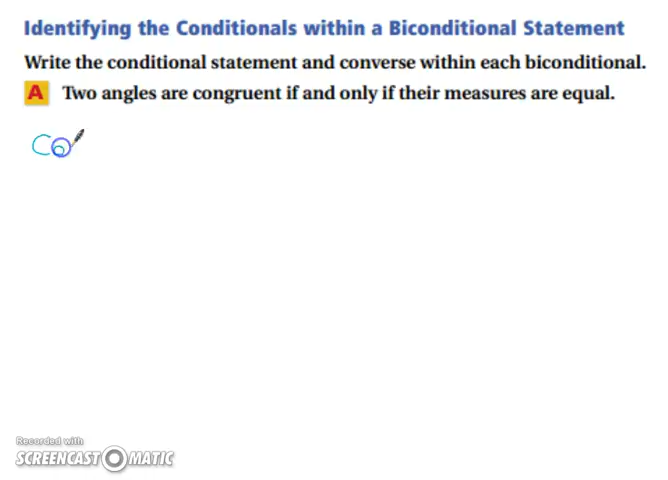 Identifying the Conditionals within a Biconditional Statement
Write the conditional statement and converse within each biconditional.
A Two angles are congruent if and only if their measures are equal.
Co
Recorded with
SCREENCAST-O-MATIC